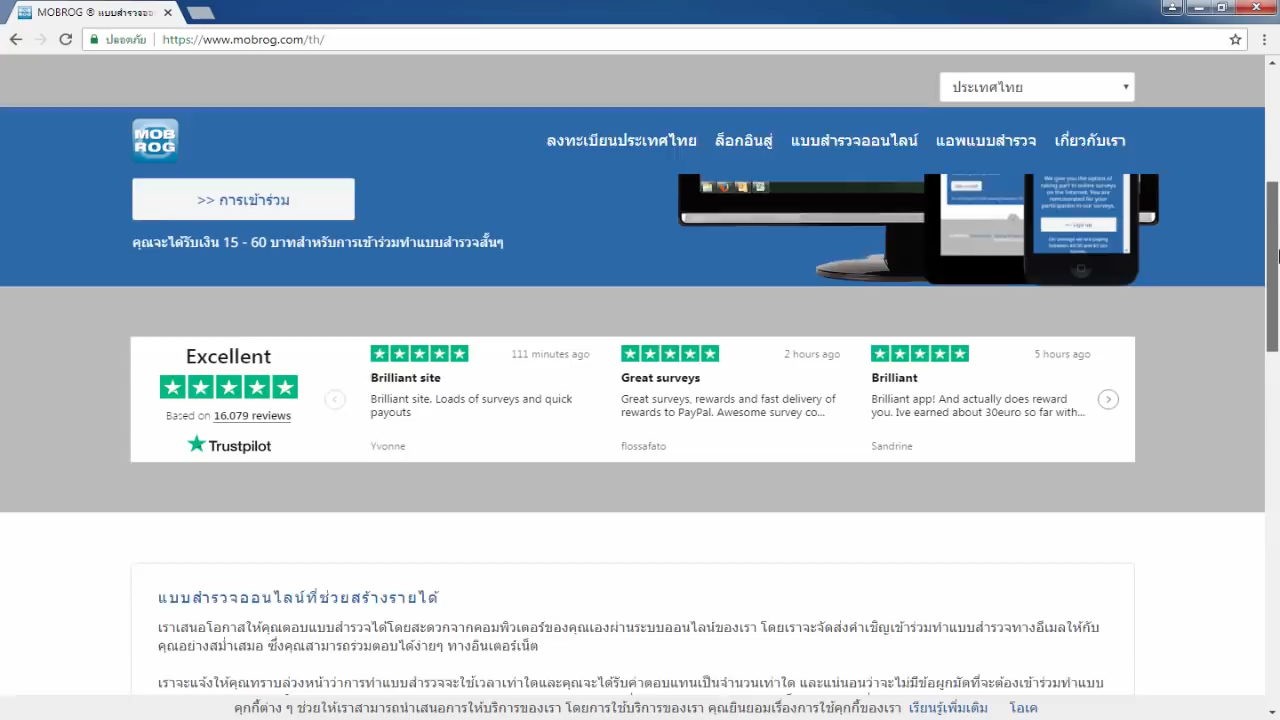 MOBROG ® แบบสำรวจออ
ปลอดภัย
https://www.mobrog.com/th/
ประเทศไทย
MOB
ROG
ลงทะเบียนประเทศไทย ล็อกอินสู่ แบบสำรวจออนไลน์ แอพแบบสำรวจ เกี่ยวกับเรา
>> การเข้าร่วม
คุณจะได้รับเงิน 15 - 60 บาทสำหรับการเข้าร่วมทำแบบสำรวจสั้นๆ
We give you the option of
taking part in online surveys
on the Internet. You are
remunerated for your
participation in our surveys.
Excellent
Based on 16,079 reviews
Trustpilot
111 minutes ago
Brilliant site
Brilliant site. Loads of surveys and quick
payouts
Yvonne
2 hours ago
Great surveys
Great surveys, rewards and fast delivery of
rewards to PayPal. Awesome survey co...
flossafato
5 hours ago
Brilliant
Brilliant app! And actually does reward
you. Ive earned about 30euro so far with...
Sandrine
แบบสำรวจออนไลน์ที่ช่วยสร้างรายได้
เราเสนอโอกาสให้คุณตอบแบบสำรวจได้โดยสะดวกจากคอมพิวเตอร์ของคุณเองผ่านระบบออนไลน์ของเรา โดยเราจะจัดส่งคำเชิญเข้าร่วมทำแบบสำรวจทางอีเมลให้กับ
คุณอย่างสม่ำเสมอ ซึ่งคุณสามารถร่วมตอบได้ง่ายๆ ทางอินเตอร์เน็ต
เราจะแจ้งให้คุณทราบล่วงหน้าว่าการทำแบบสำรวจจะใช้เวลาเท่าใดและคุณจะได้รับค่าตอบแทนเป็นจำนวนเท่าใด และแน่นอนว่าจะไม่มีข้อผูกมัดที่จะต้องเข้าร่วมทำแบบ
คุกกี้ต่าง ๆ ช่วยให้เราสามารถนำเสนอการให้บริการของเรา โดยการใช้บริการของเรา คุณยินยอมเรื่องการใช้คุกกี้ของเรา เรียนรู้เพิ่มเติม โอเค